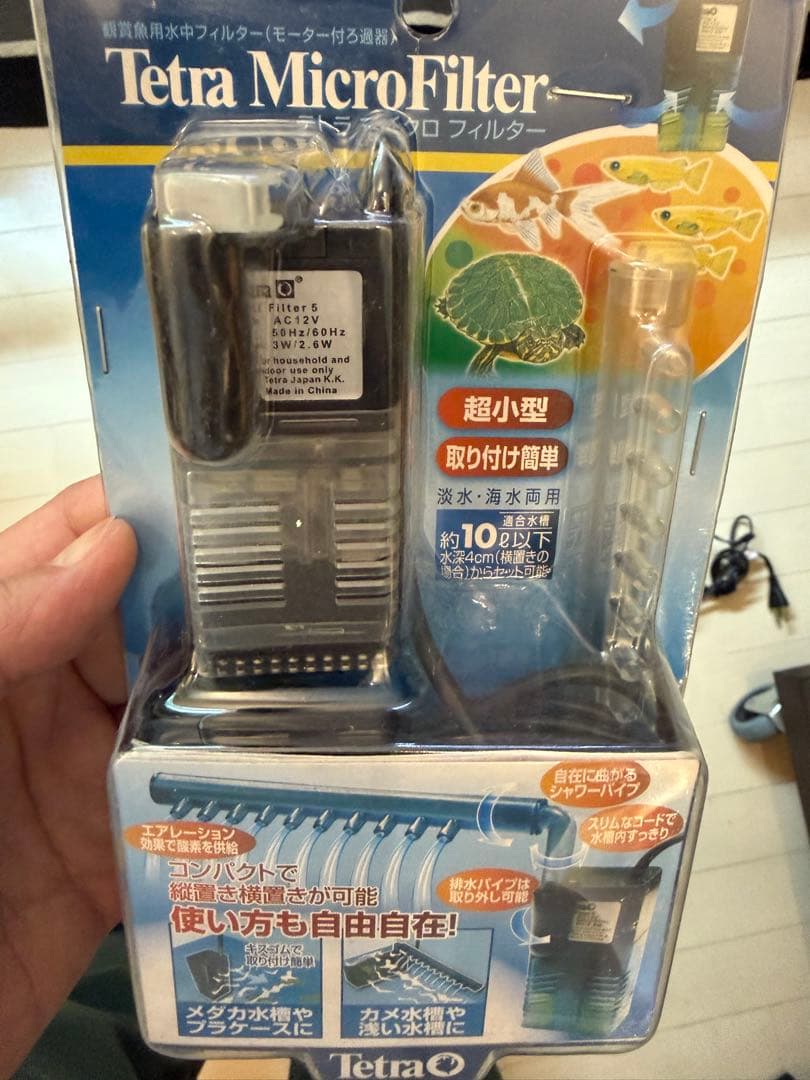 観賞魚用水中フィルター(モーター付ろ過器)
Tetra MicroFilter
テトラ マイクロ フィルター
Tetra
Filter 5
AC12V
50Hz/60Hz
3W/2.6W
or household and
door use only
Tetra Japan K.K.
Made in China
超小型
取り付け簡単
淡水・海水両用
適合水槽
約10ℓ以下
水深4cm(横置きの
場合)からセット可能
自在に曲がる
シャワーパイプ
スリムなコードで
水槽内すっきり
エアレーション
効果で酸素を供給
コンパクトで
縦置き横置きが可能
使い方も自由自在!
排水パイプは
取り外し可能
キスゴムで
取り付け簡単
メダカ水槽や
プラケースに
カメ水槽や
浅い水槽に
Tetra